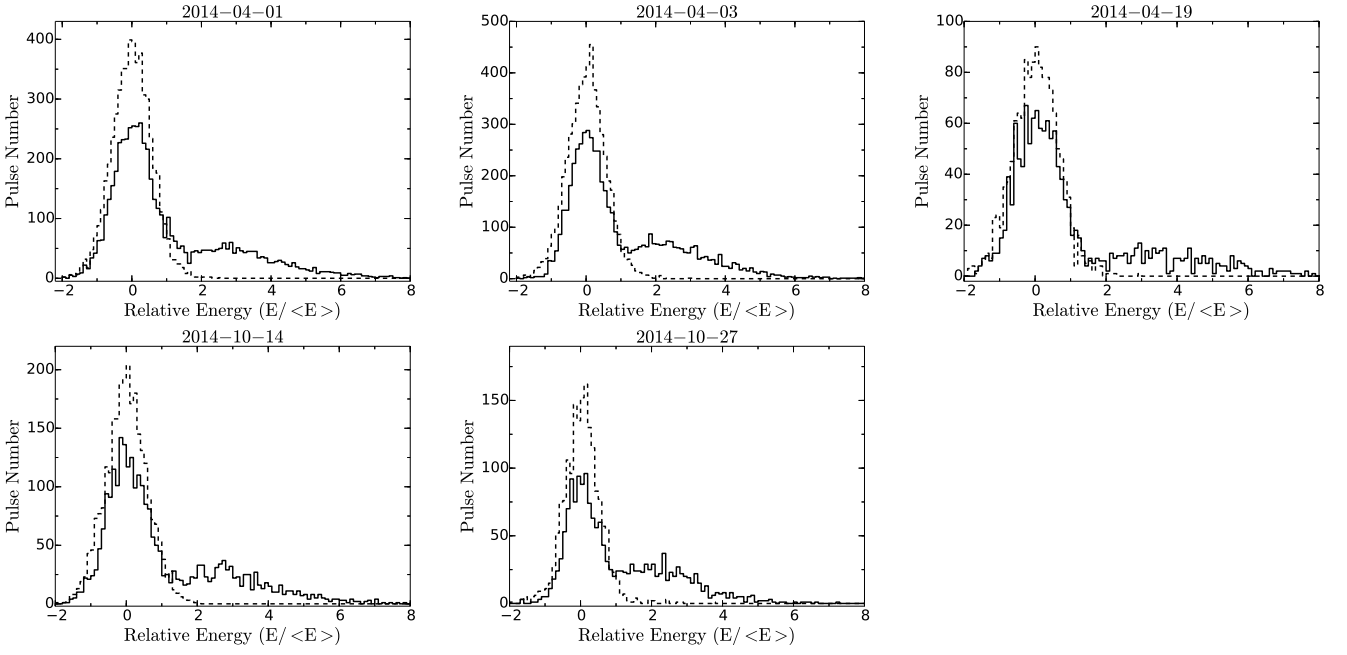 2014−04−01
2014−04−03
2014−04−19
400
300
200
100
0
Pulse Number
−2 0 2 4 6 8
Relative Energy (E/<E>)
500
400
300
200
100
0
Pulse Number
−2 0 2 4 6 8
Relative Energy (E/<E>)
100
80
60
40
20
0
Pulse Number
−2 0 2 4 6 8
Relative Energy (E/<E>)
2014−10−14
2014−10−27
200
150
100
50
0
Pulse Number
−2 0 2 4 6 8
Relative Energy (E/<E>)
150
100
50
0
Pulse Number
−2 0 2 4 6 8
Relative Energy (E/<E>)